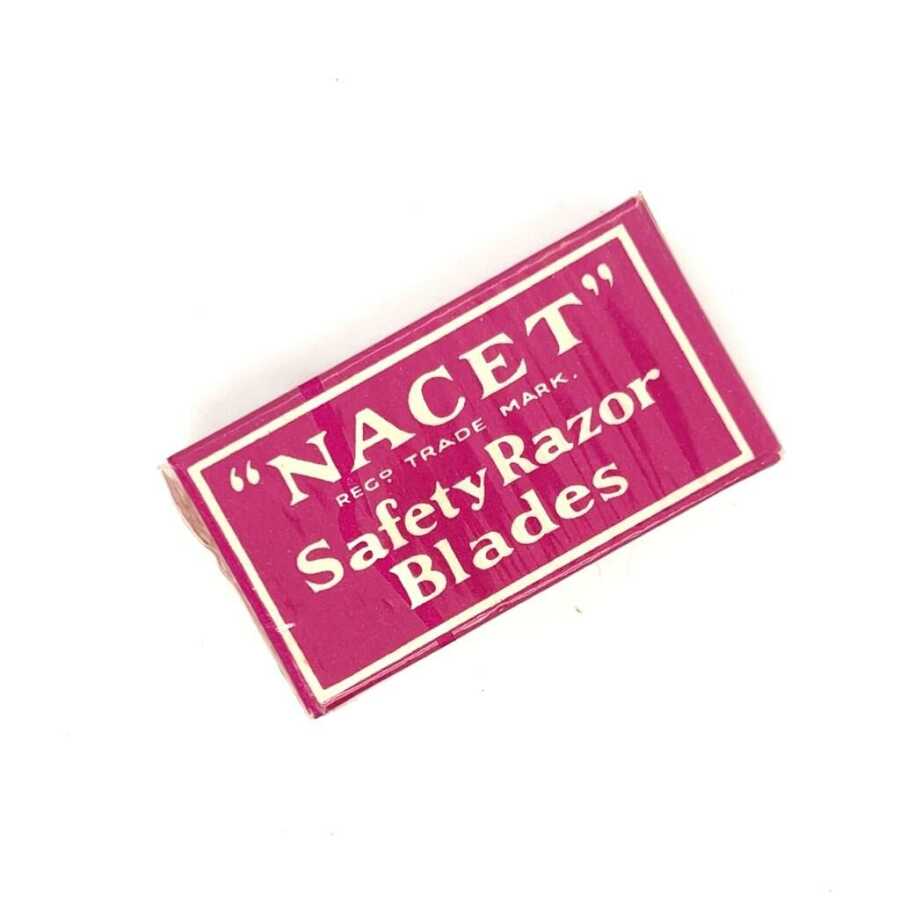 “NACET”
REGD. TRADE MARK.
Safety Razor
Blades